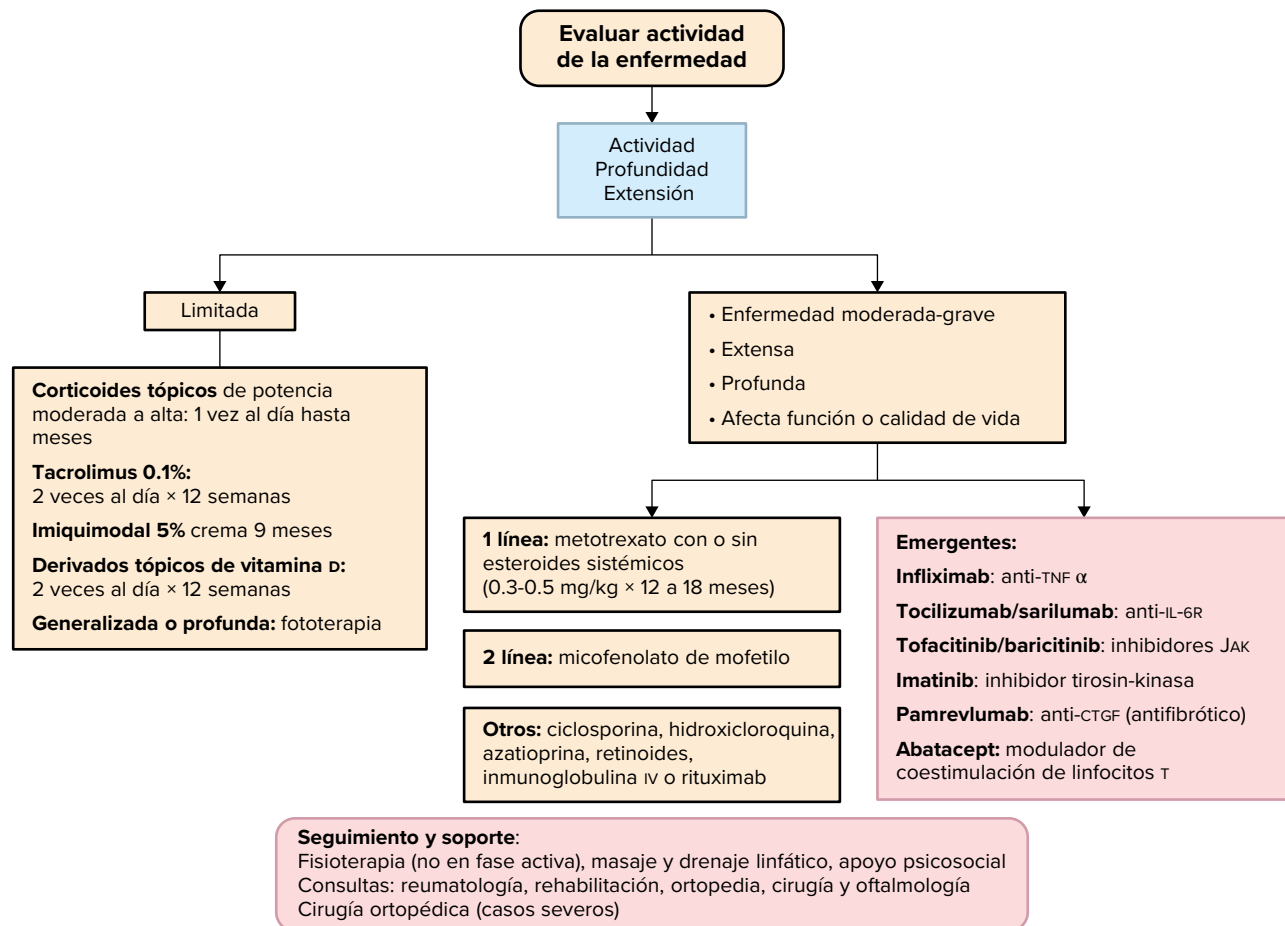 Evaluar actividad
de la enfermedad
Actividad
Profundidad
Extensión
Limitada
Corticoides tópicos de potencia
moderada a alta: 1 vez al día hasta
meses
Tacrolimus 0.1%:
2 veces al día × 12 semanas
Imiquimodal 5% crema 9 meses
Derivados tópicos de vitamina D:
2 veces al día × 12 semanas
Generalizada o profunda: fototerapia
• Enfermedad moderada-grave
• Extensa
• Profunda
• Afecta función o calidad de vida
1 línea: metotrexato con o sin
esteroides sistémicos
(0.3-0.5 mg/kg × 12 a 18 meses)
2 línea: micofenolato de mofetilo
Otros: ciclosporina, hidroxicloroquina,
azatioprina, retinoides,
inmunoglobulina IV o rituximab
Emergentes:
Infliximab: anti-TNF α
Tocilizumab/sarilumab: anti-IL-6R
Tofacitinib/baricitinib: inhibidores JAK
Imatinib: inhibidor tirosin-kinasa
Pamrevlumab: anti-CTGF (antifibrótico)
Abatacept: modulador de
coestimulación de linfocitos T
Seguimiento y soporte:
Fisioterapia (no en fase activa), masaje y drenaje linfático, apoyo psicosocial
Consultas: reumatología, rehabilitación, ortopedia, cirugía y oftalmología
Cirugía ortopédica (casos severos)